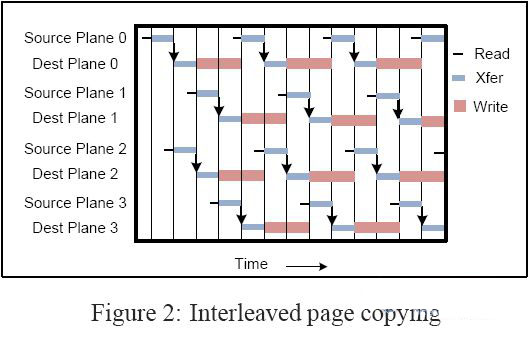 Source Plane 0
Dest Plane 0
Source Plane 1
Dest Plane 1
Source Plane 2
Dest Plane 2
Source Plane 3
Dest Plane 3
Read
Xfer
Write
Time
Figure 2: Interleaved page copymg